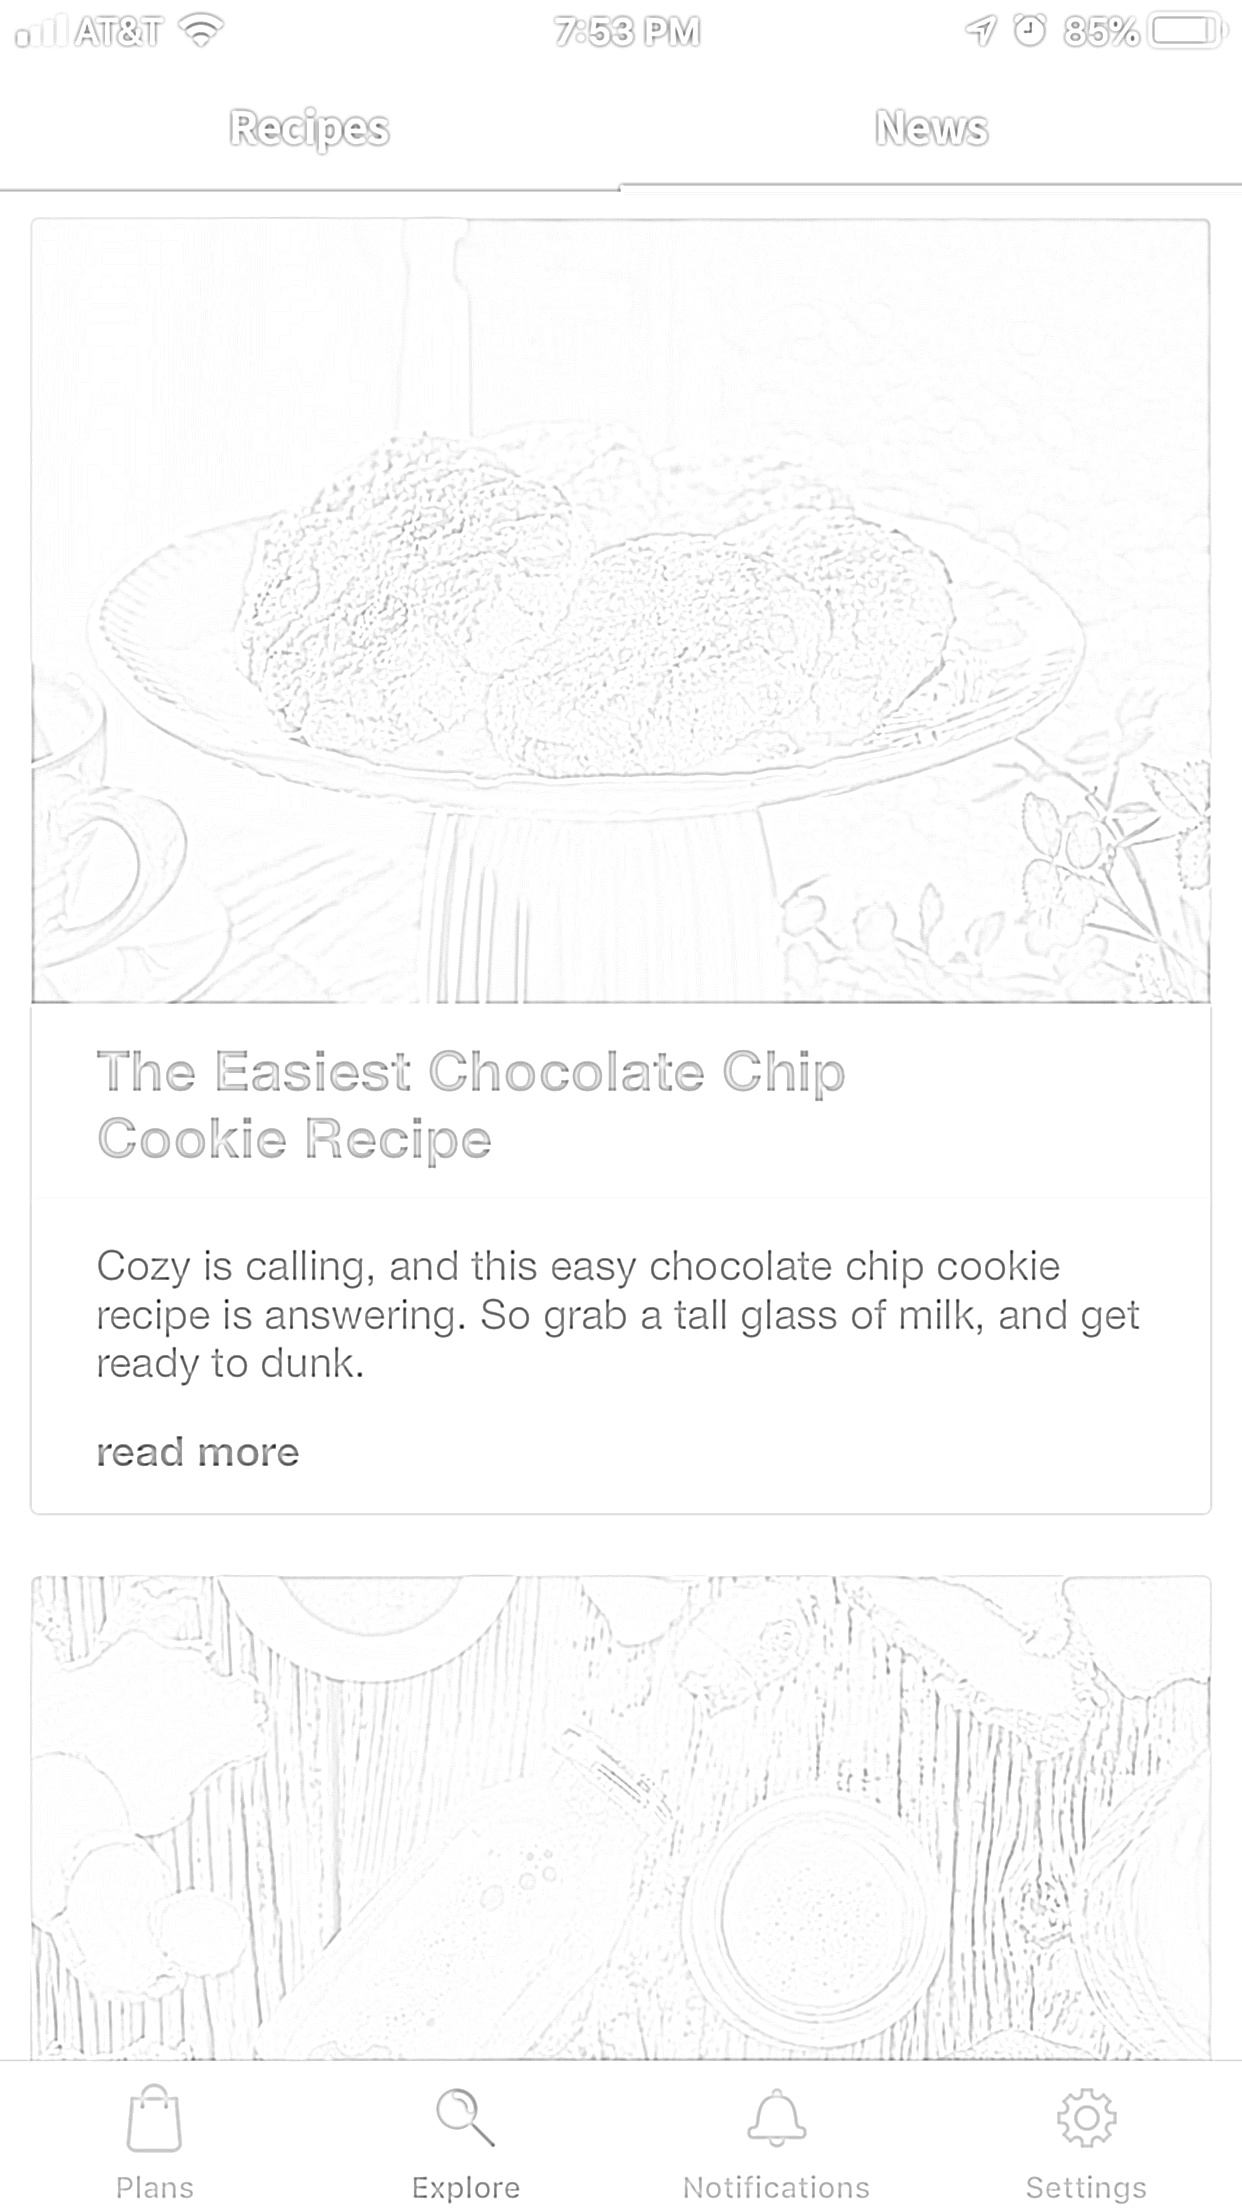 AT&T 7:53 PM 85%
Recipes News
The Easiest Chocolate Chip
Cookie Recipe
Cozy is calling, and this easy chocolate chip cookie
recipe is answering. So grab a tall glass of milk, and get
ready to dunk.
read more
Plans Explore Notifications Settings